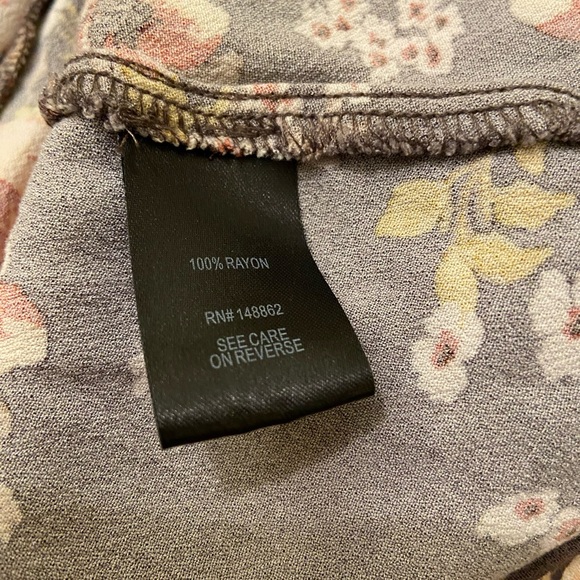 100% RAYON
RN# 148862
SEE CARE
ON REVERSE